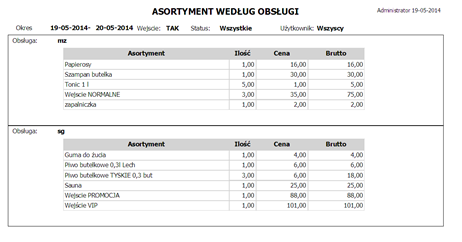 ASORTYMENT WEDŁUG OBSŁUGI
Administrator 19-05-2014
Okres 19-05-2014- 20-05-2014 Wejscie: TAK Status: Wszystkie Użytkownik: Wszyscy
Obsługa: mz
Asortyment Ilość Cena Brutto
Papierosy 1,00 16,00 16,00
Szampan butelka 1,00 30,00 30,00
Tonic 1 l 5,00 1,00 5,00
Wejscie NORMALNE 3,00 35,00 75,00
zapalniczka 1,00 2,00 2,00
Obsługa: sg
Asortyment Ilość Cena Brutto
Guma do żucia 1,00 4,00 4,00
Piwo butelkowe 0,3l Lech 1,00 6,00 6,00
Piwo butelkowe TYSKIE 0,3 but 3,00 6,00 18,00
Sauna 1,00 25,00 25,00
Wejscie PROMOCJA 1,00 88,00 88,00
Wejscie VIP 1,00 101,00 101,00